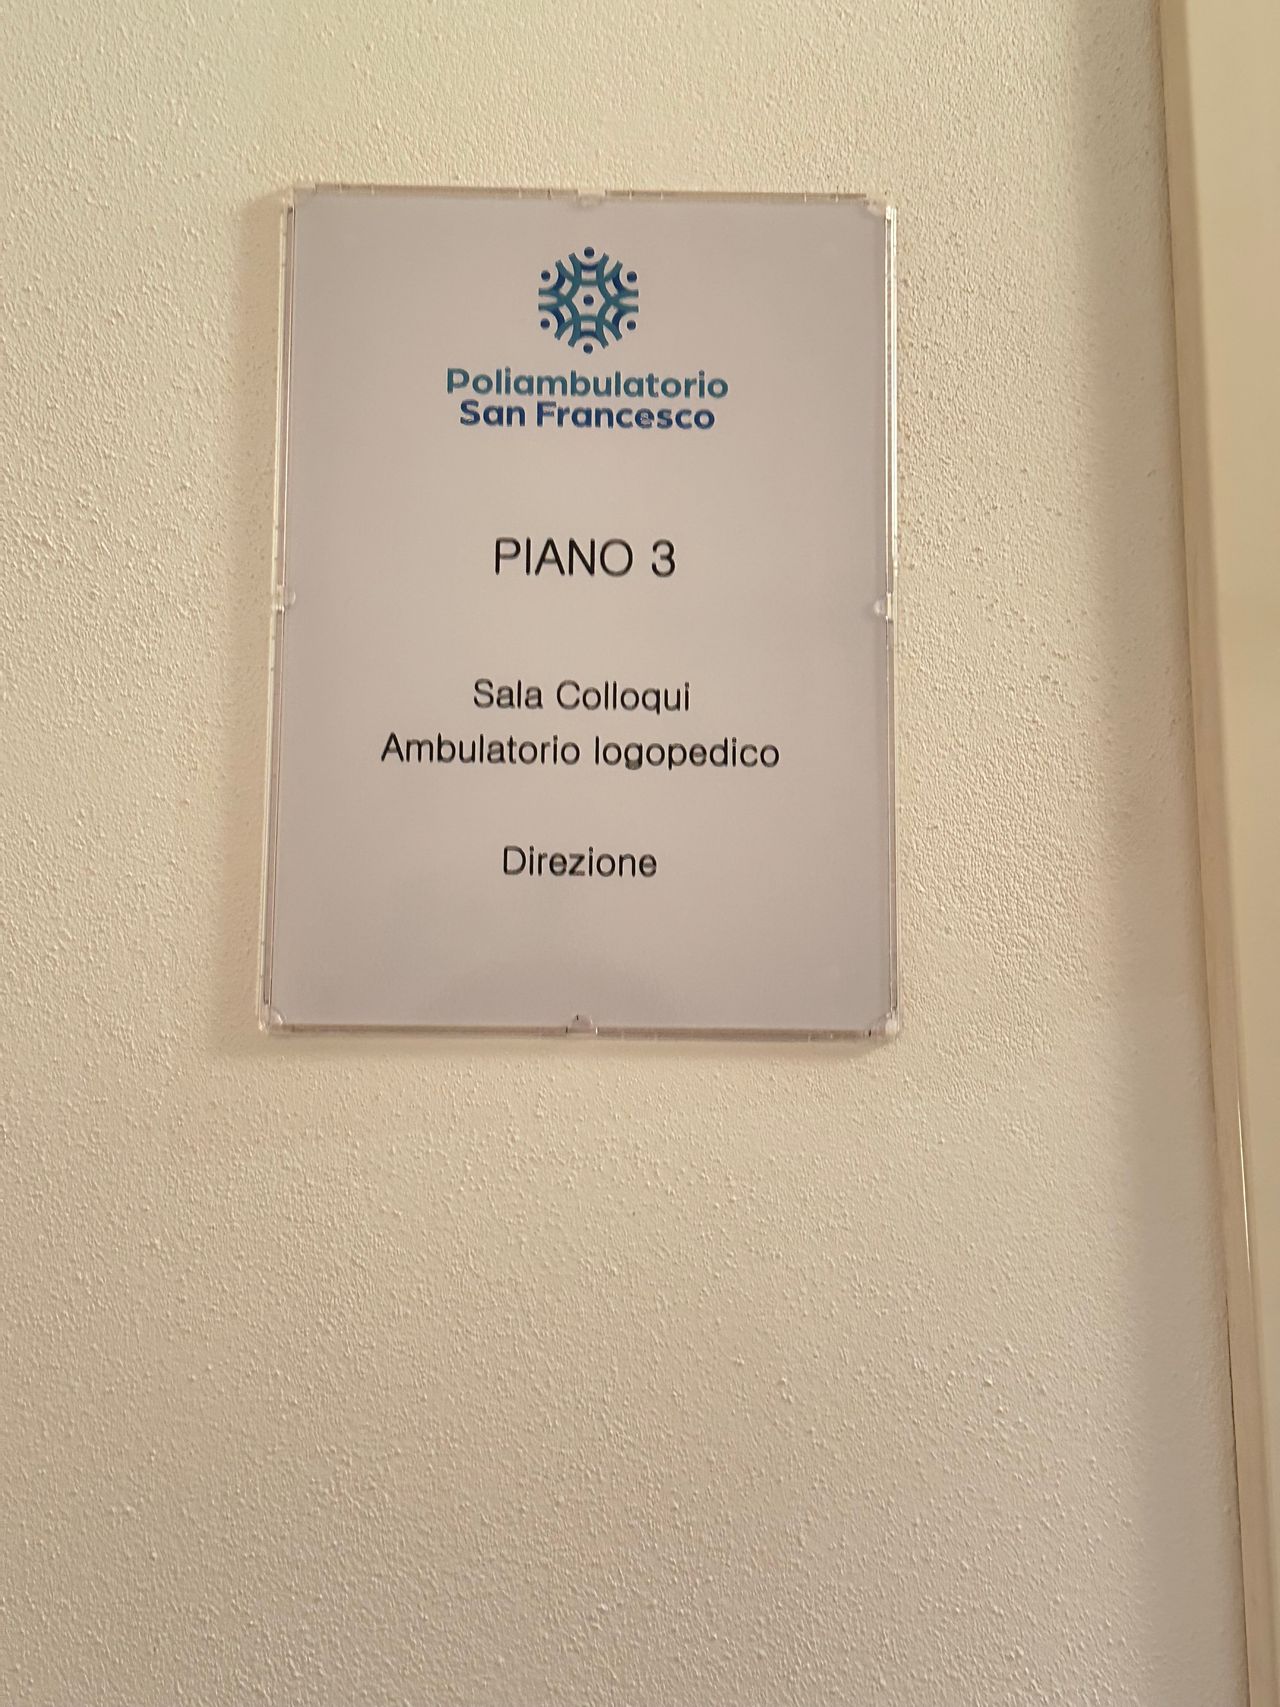 Poliambulatorio
San Francesco
PIANO 3
Sala Colloqui
Ambulatorio logopedico
Direzione